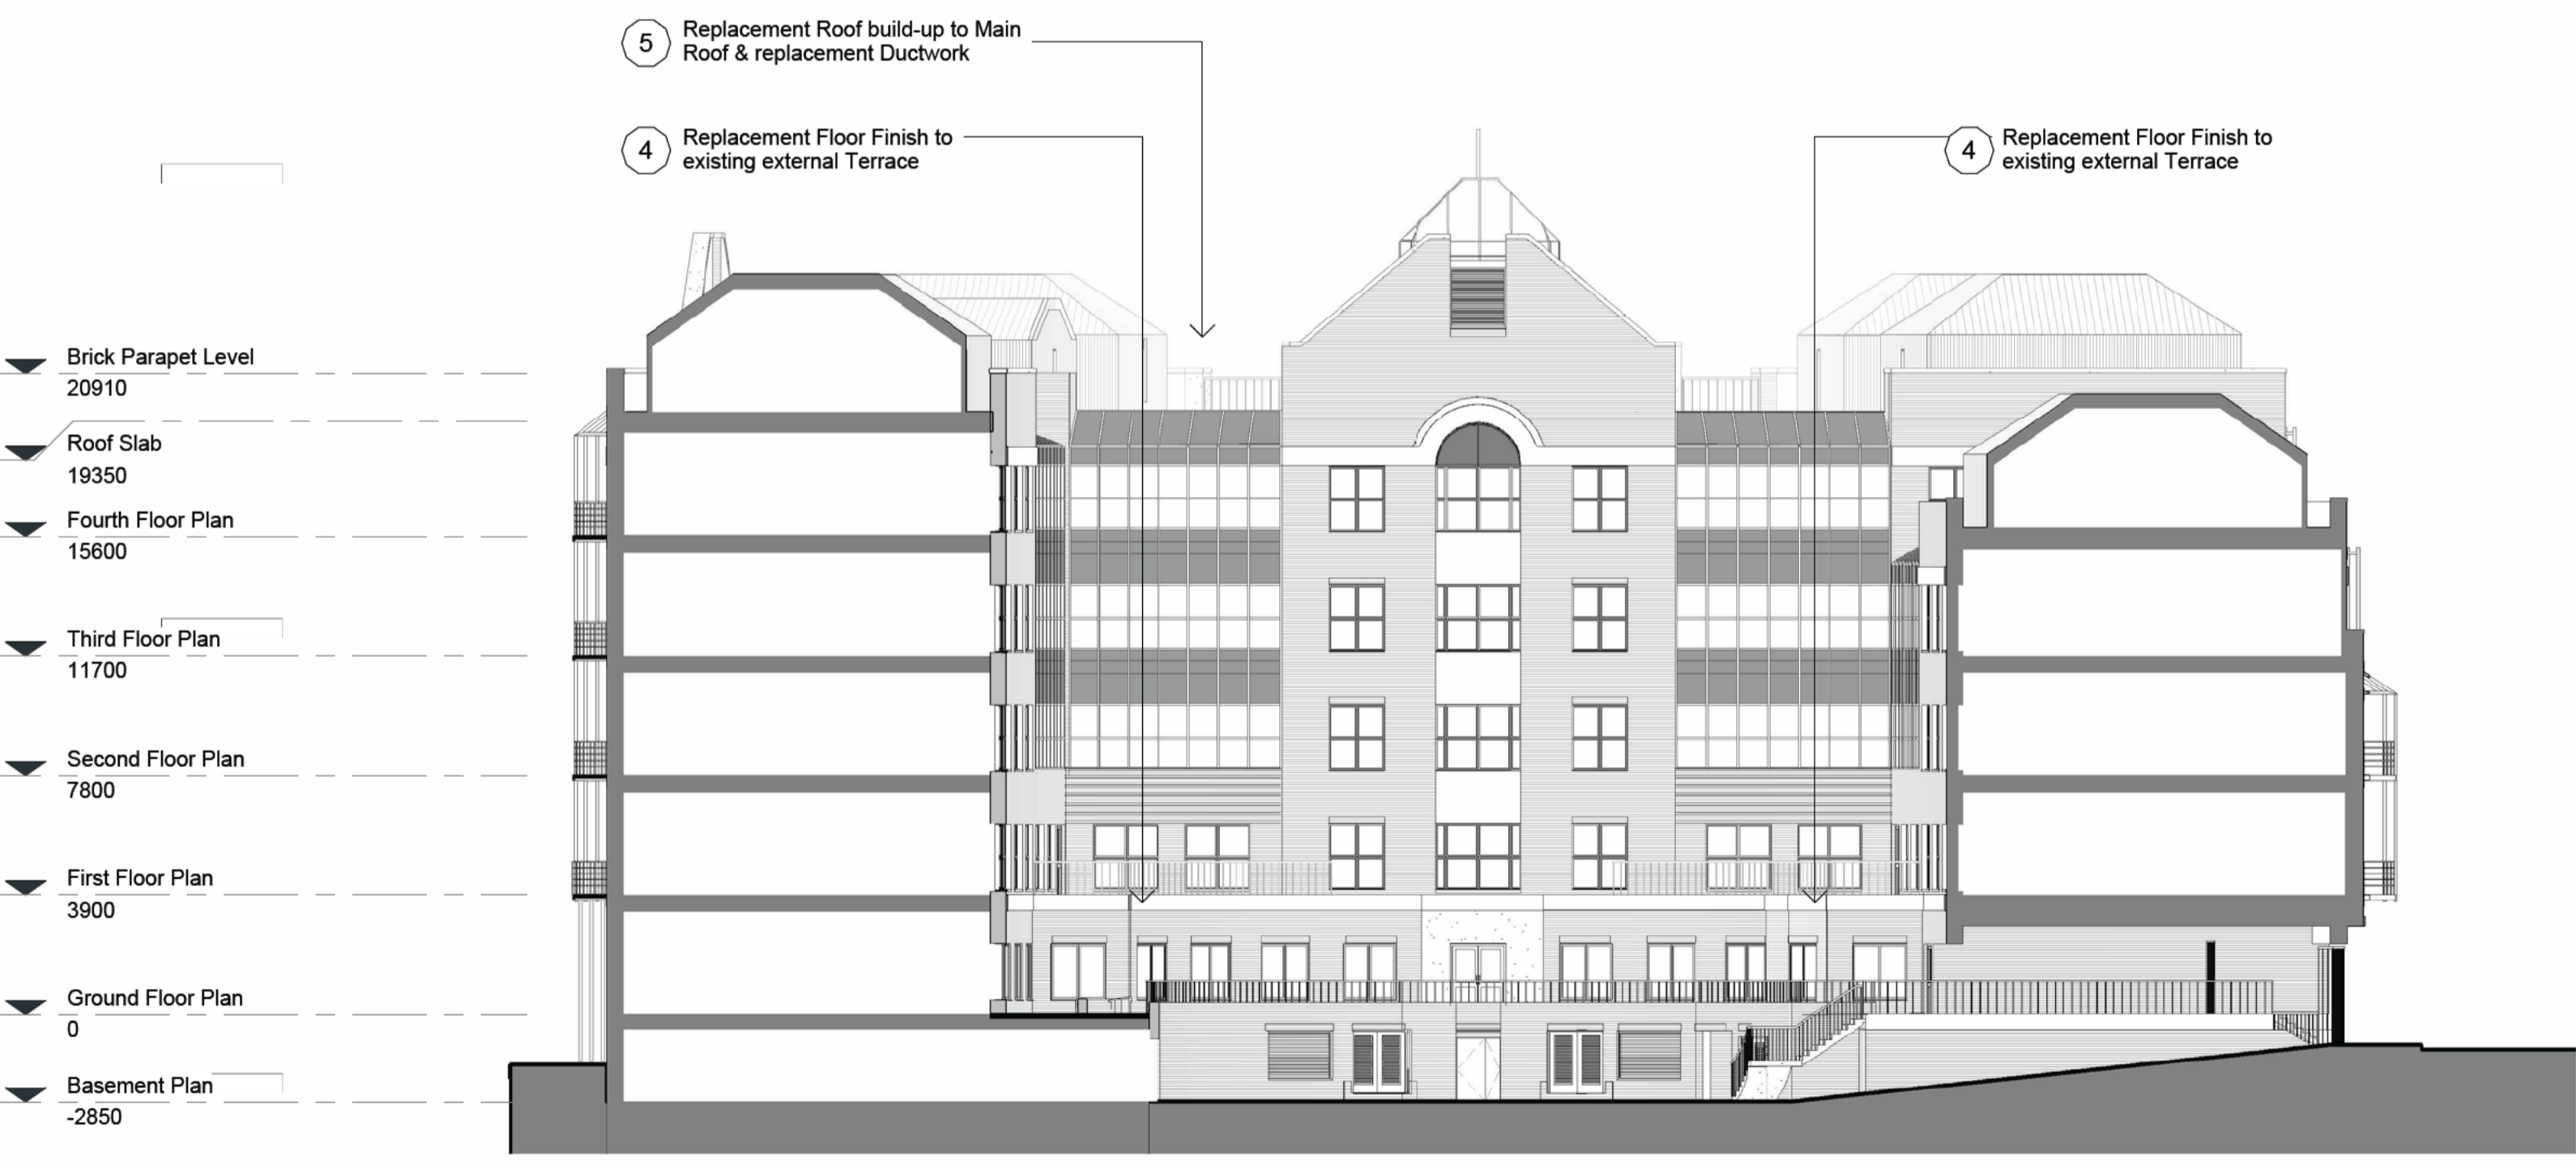 5
Replacement Roof build-up to Main
Roof & replacement Ductwork
4
Replacement Floor Finish to
existing external Terrace
4
Replacement Floor Finish to
existing external Terrace
Brick Parapet Level
20910
Roof Slab
19350
Fourth Floor Plan
15600
Third Floor Plan
11700
Second Floor Plan
7800
First Floor Plan
3900
Ground Floor Plan
0
Basement Plan
-2850